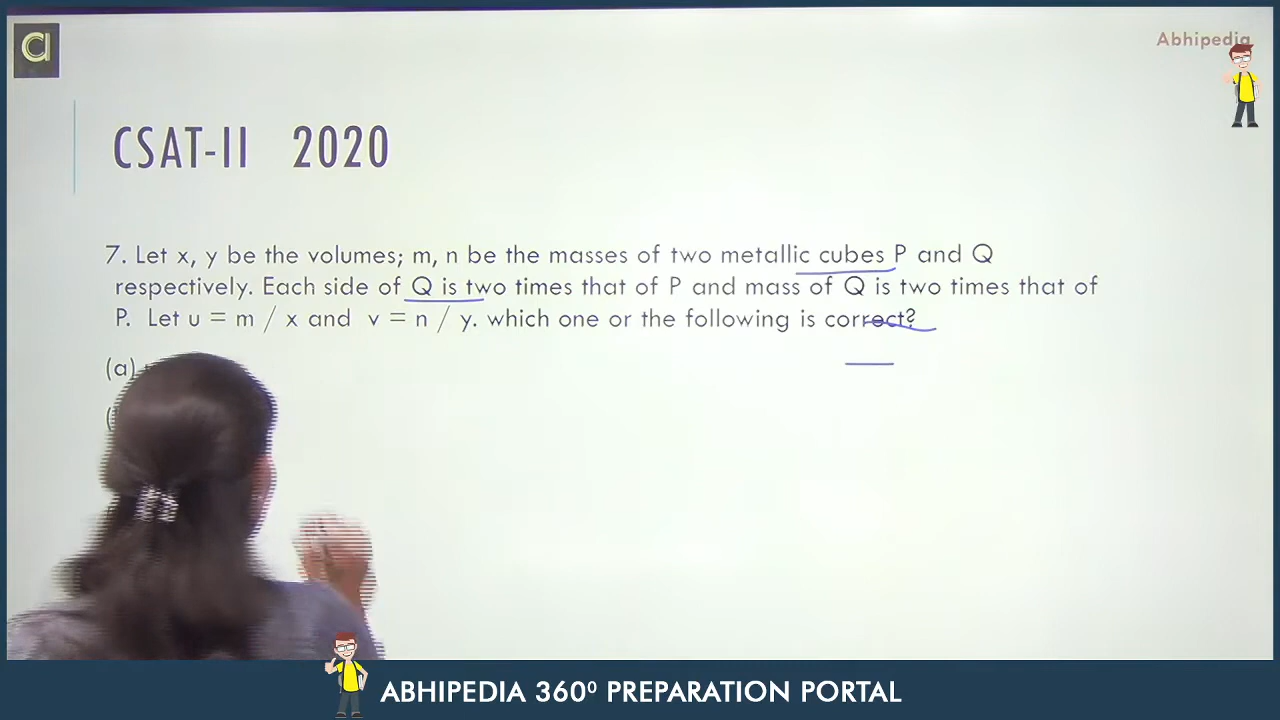 Abhipedia
CSAT-II 2020
7. Let x, y be the volumes; m, n be the masses of two metallic cubes P and Q
respectively. Each side of Q is two times that of P and mass of Q is two times that of
P. Let u = m / x and v = n / y. which one or the following is correct?
(a)
(
ABHIPEDIA 360⁰ PREPARATION PORTAL